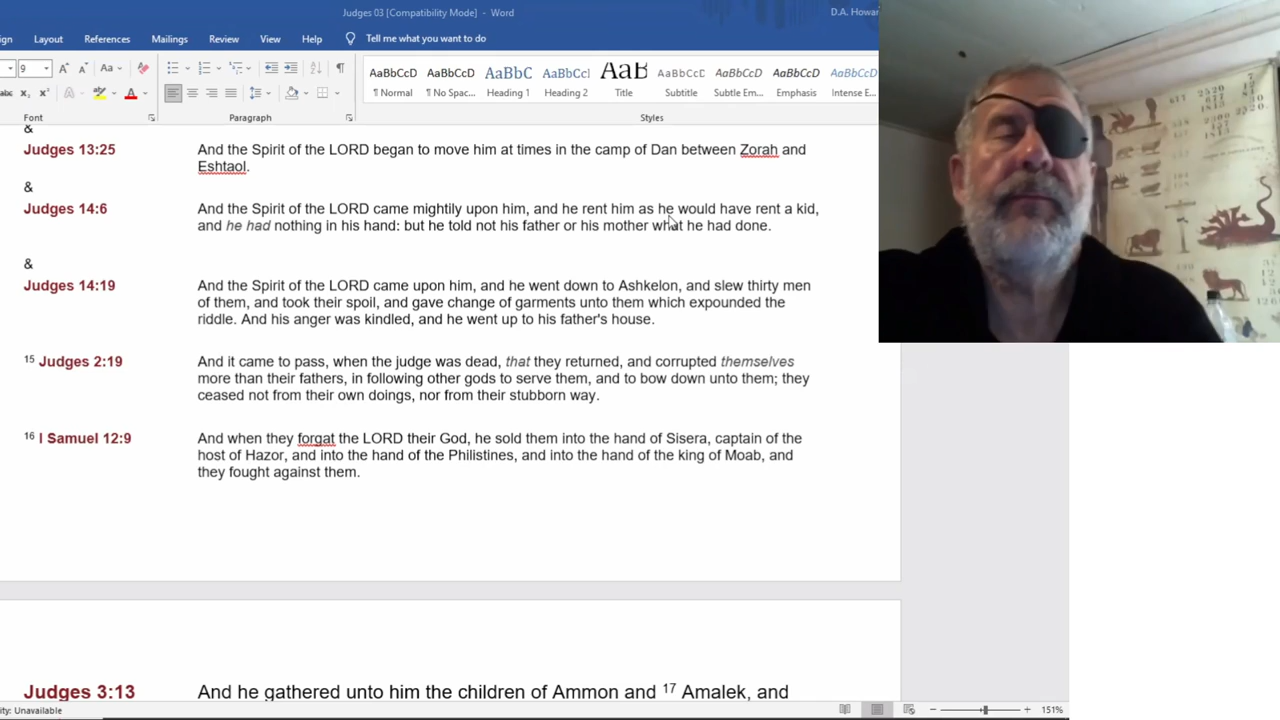 Judges 03 [Compatibility Mode] - Word
D.A. Howar
ign Layout References Mailings Review View Help Tell me what you want to do
9 Aa
abc x₂ x² A A
AaBbCcD AaBbCcD AaBbC AaBbCcl AaB AaBbCcD AaBbCcD AaBbCcD AaBbCcD
¶ Normal ¶ No Spac... Heading 1 Heading 2 Title Subtitle Subtle Em... Emphasis Intense E...
Font Paragraph Styles
&
Judges 13:25 And the Spirit of the LORD began to move him at times in the camp of Dan between Zorah and
Eshtaol.
&
Judges 14:6 And the Spirit of the LORD came mightily upon him, and he rent him as he would have rent a kid,
and he had nothing in his hand: but he told not his father or his mother what he had done.
&
Judges 14:19 And the Spirit of the LORD came upon him, and he went down to Ashkelon, and slew thirty men
of them, and took their spoil, and gave change of garments unto them which expounded the
riddle. And his anger was kindled, and he went up to his father's house.
15 Judges 2:19 And it came to pass, when the judge was dead, that they returned, and corrupted themselves
more than their fathers, in following other gods to serve them, and to bow down unto them; they
ceased not from their own doings, nor from their stubborn way.
16 I Samuel 12:9 And when they forgat the LORD their God, he sold them into the hand of Sisera, captain of the
host of Hazor, and into the hand of the Philistines, and into the hand of the king of Moab, and
they fought against them.
Judges 3:13 And he gathered unto him the children of Ammon and 17 Amalek, and
ity: Unavailable
151%
2520
677
1813
2300